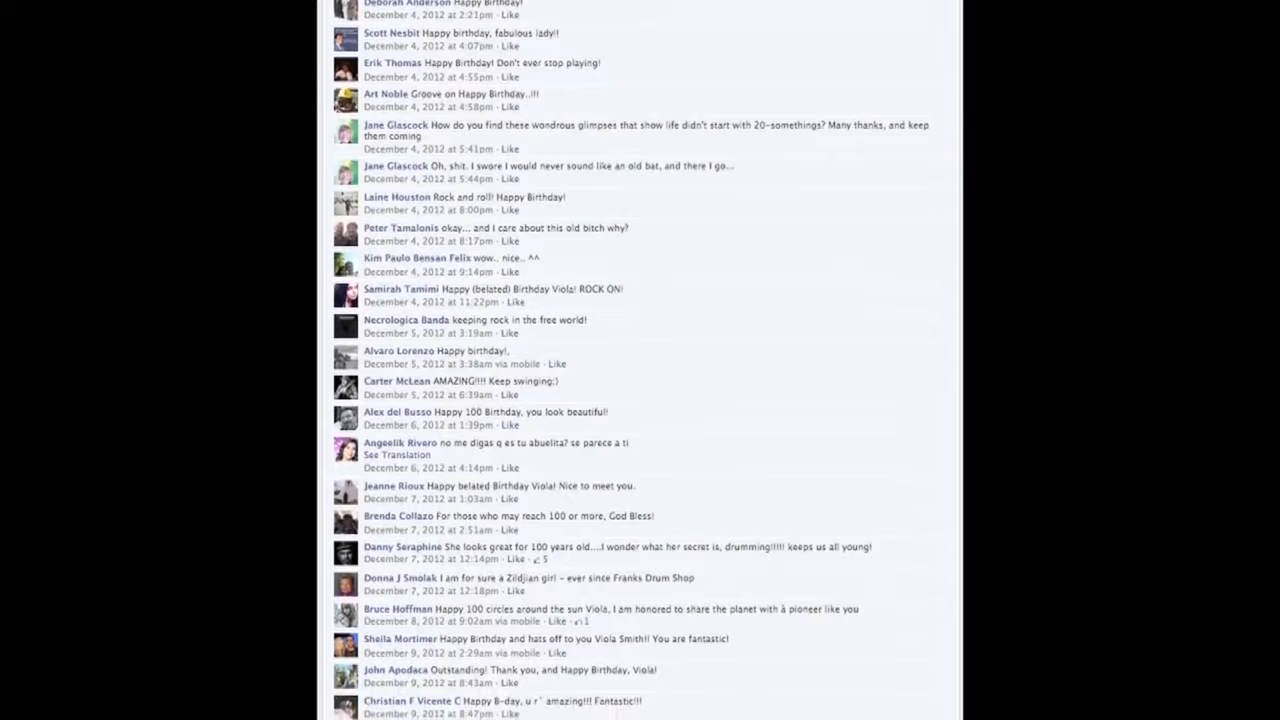 Deborah Anderson Happy Birthday!
December 4, 2012 at 2:21pm · Like
Scott Nesbit Happy birthday, fabulous lady!!
December 4, 2012 at 4:07pm · Like
Erik Thomas Happy Birthday! Don't ever stop playing!
December 4, 2012 at 4:55pm · Like
Art Noble Groove on Happy Birthday..!!!
December 4, 2012 at 4:58pm · Like
Jane Glascock How do you find these wondrous glimpses that show life didn't start with 20-somethings? Many thanks, and keep
them coming
December 4, 2012 at 5:41pm · Like
Jane Glascock Oh, shit. I swore I would never sound like an old bat, and there I go...
December 4, 2012 at 5:44pm · Like
Laine Houston Rock and roll! Happy Birthday!
December 4, 2012 at 8:00pm · Like
Peter Tamalonis okay... and I care about this old bitch why?
December 4, 2012 at 8:17pm · Like
Kim Paulo Bensan Felix wow.. nice.. ^^
December 4, 2012 at 9:14pm · Like
Samirah Tamimi Happy (belated) Birthday Viola! ROCK ON!
December 4, 2012 at 11:22pm · Like
Necrologica Banda keeping rock in the free world!
December 5, 2012 at 3:19am · Like
Alvaro Lorenzo Happy birthday!,
December 5, 2012 at 3:38am via mobile · Like
Carter McLean AMAZING!!!! Keep swinging;)
December 5, 2012 at 6:39am · Like
Alex del Busso Happy 100 Birthday, you look beautiful!
December 6, 2012 at 1:39pm · Like
Angeelik Rivero no me digas q es tu abuelita? se parece a ti
See Translation
December 6, 2012 at 4:14pm · Like
Jeanne Rioux Happy belated Birthday Viola! Nice to meet you.
December 7, 2012 at 1:03am · Like
Brenda Collazo For those who may reach 100 or more, God Bless!
December 7, 2012 at 2:51am · Like
Danny Seraphine She looks great for 100 years old....I wonder what her secret is, drumming!!!!! keeps us all young!
December 7, 2012 at 12:14pm · Like · 5
Donna J Smolak I am for sure a Zildjian girl - ever since Franks Drum Shop
December 7, 2012 at 12:18pm · Like
Bruce Hoffman Happy 100 circles around the sun Viola, I am honored to share the planet with à pioneer like you
December 8, 2012 at 9:02am via mobile · Like · 1
Sheila Mortimer Happy Birthday and hats off to you Viola Smith!! You are fantastic!
December 9, 2012 at 2:29am via mobile · Like
John Apodaca Outstanding! Thank you, and Happy Birthday, Viola!
December 9, 2012 at 8:43am · Like
Christian F Vicente C Happy B-day, u r´ amazing!!! Fantastic!!!
December 9, 2012 at 8:47pm · Like